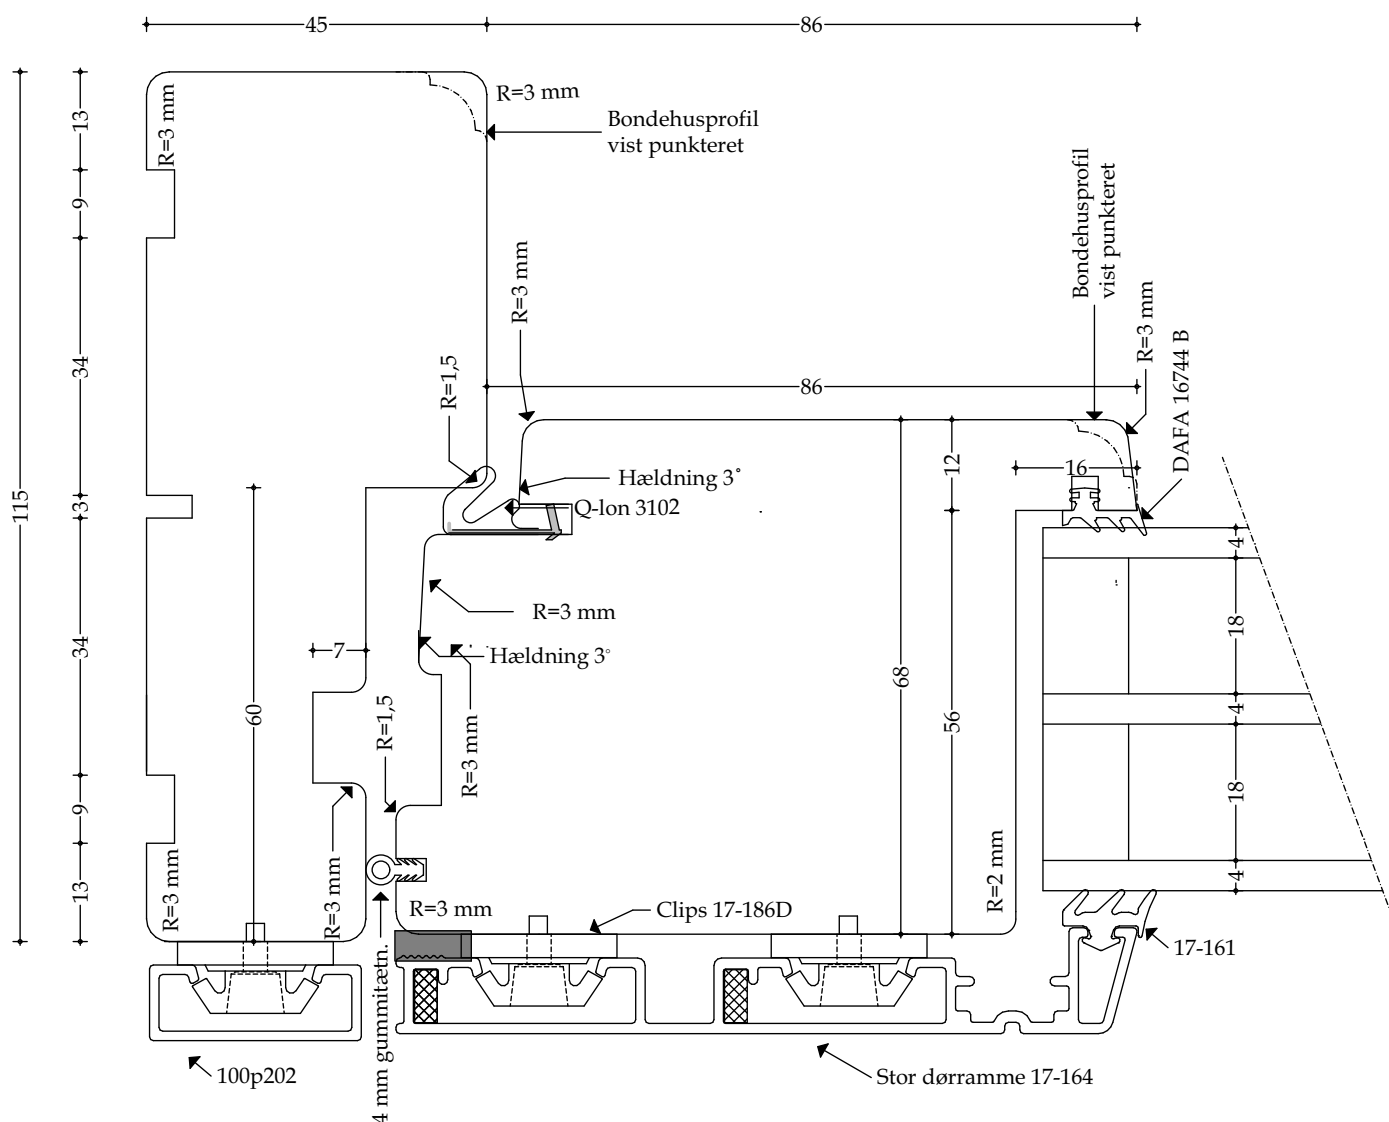 45
86
R=3 mm
R=3 mm
Bondehusprofil
vist punkteret
Bondehusprofil
vist punkteret
13
9
34
3
34
9
13
115
R=3 mm
R=1,5
86
R=3 mm
DAFA 16744 B
12
16
Hældning 3°
Q-lon 3102
4
18
4
18
4
R=3 mm
7
Hældning 3°
68
56
60
R=1,5
R=3 mm
R=3 mm
R=3 mm
R=2 mm
R=3 mm
Clips 17-186D
17-161
4 mm gummitætn.
100p202
Stor dørramme 17-164